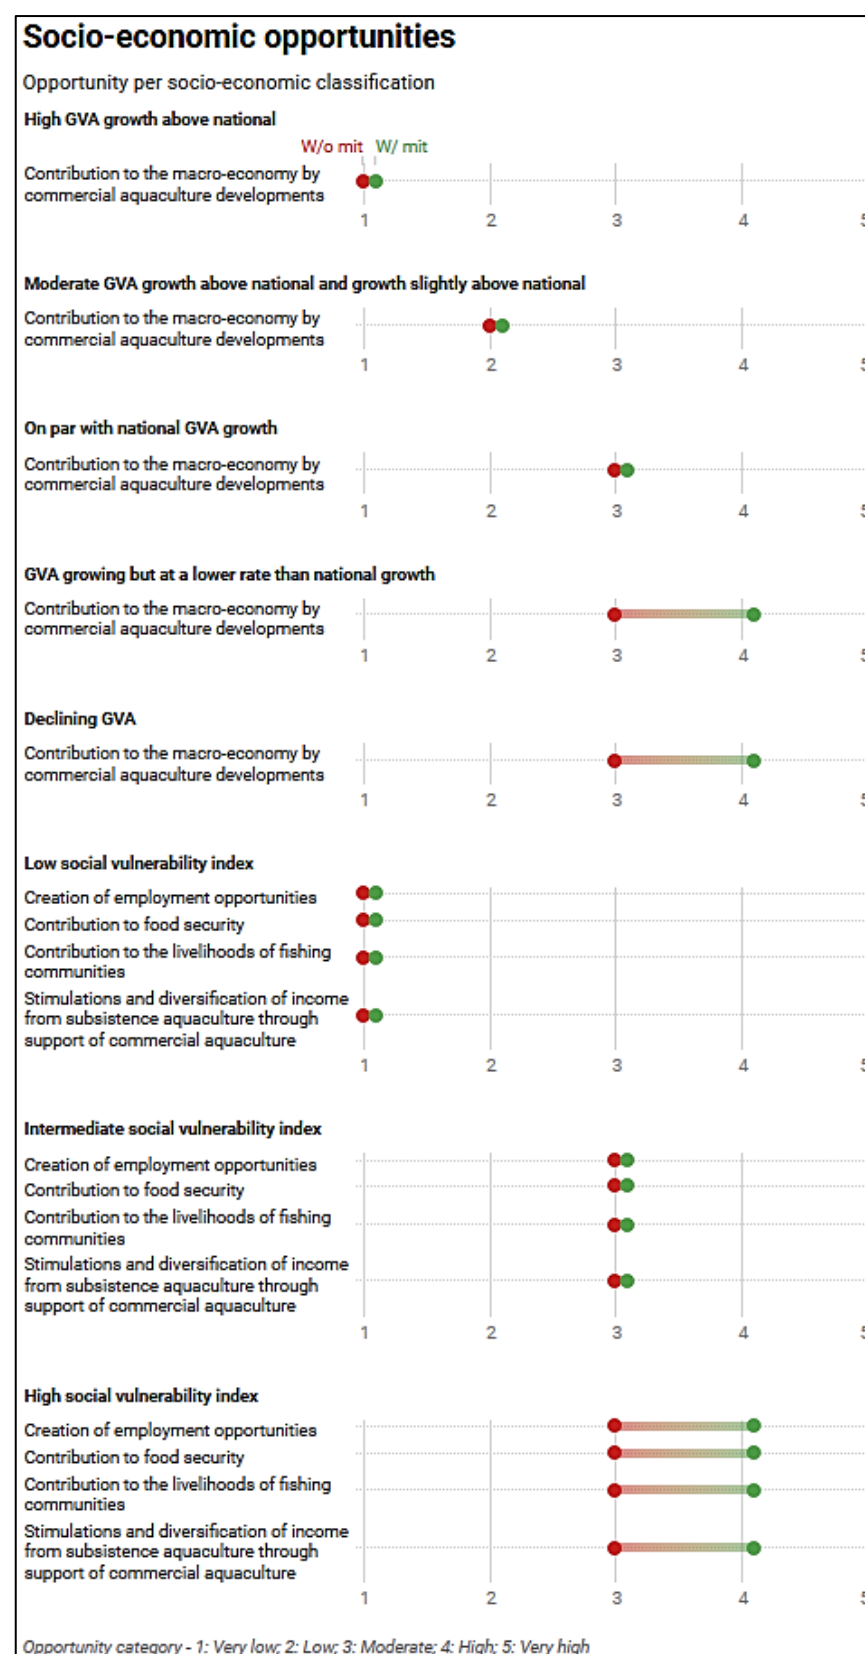 Socio-economic opportunities
Opportunity per socio-economic classification
High GVA growth above national
W/o mit W/ mit
Contribution to the macro-economy by
commercial aquaculture developments
1 2 3 4 5
Moderate GVA growth above national and growth slightly above national
Contribution to the macro-economy by
commercial aquaculture developments
1 2 3 4 5
On par with national GVA growth
Contribution to the macro-economy by
commercial aquaculture developments
1 2 3 4 5
GVA growing but at a lower rate than national growth
Contribution to the macro-economy by
commercial aquaculture developments
1 2 3 4 5
Declining GVA
Contribution to the macro-economy by
commercial aquaculture developments
1 2 3 4 5
Low social vulnerability index
Creation of employment opportunities
Contribution to food security
Contribution to the livelihoods of fishing
communities
Stimulations and diversification of income
from subsistence aquaculture through
support of commercial aquaculture
1 2 3 4 5
Intermediate social vulnerability index
Creation of employment opportunities
Contribution to food security
Contribution to the livelihoods of fishing
communities
Stimulations and diversification of income
from subsistence aquaculture through
support of commercial aquaculture
1 2 3 4 5
High social vulnerability index
Creation of employment opportunities
Contribution to food security
Contribution to the livelihoods of fishing
communities
Stimulations and diversification of income
from subsistence aquaculture through
support of commercial aquaculture
1 2 3 4 5
Opportunity category - 1: Very low; 2: Low; 3: Moderate; 4: High; 5: Very high